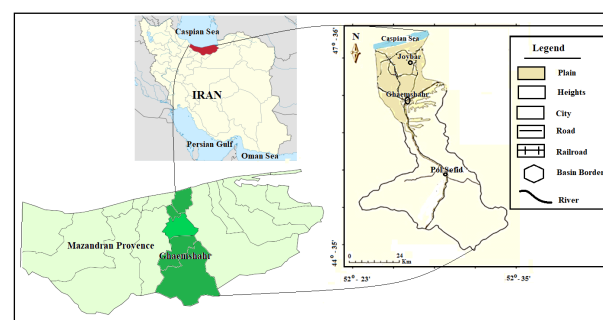 Caspian Sea
IRAN
Persian Gulf
Oman Sea
Mazandran Provence
Ghaemshahr
47°- 36'
44°- 35'
52°- 23'
52°- 35'
N
Caspian Sea
Joybar
Ghaemshahr
Pol Sefid
0
24
Km
Legend
Plain
Heights
City
Road
Railroad
Basin Border
River